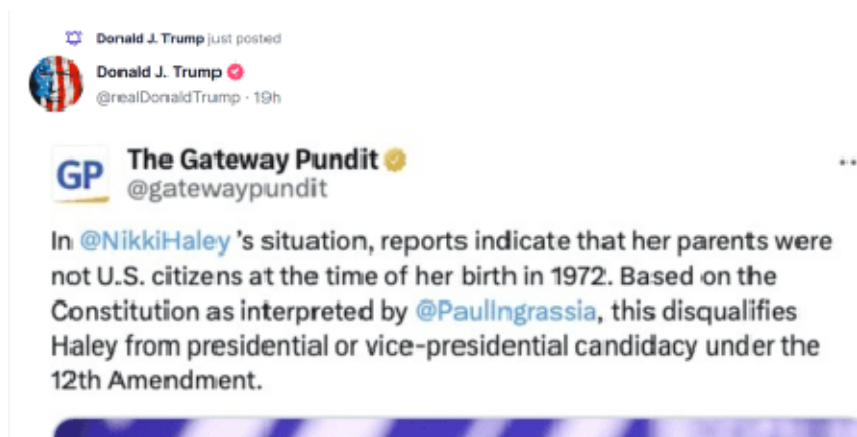 Donald J. Trump just posted
Donald J. Trump
@realDonaldTrump · 19h
GP
The Gateway Pundit
@gatewaypundit
In @NikkiHaley 's situation, reports indicate that her parents were
not U.S. citizens at the time of her birth in 1972. Based on the
Constitution as interpreted by @PaulIngrassia, this disqualifies
Haley from presidential or vice-presidential candidacy under the
12th Amendment.